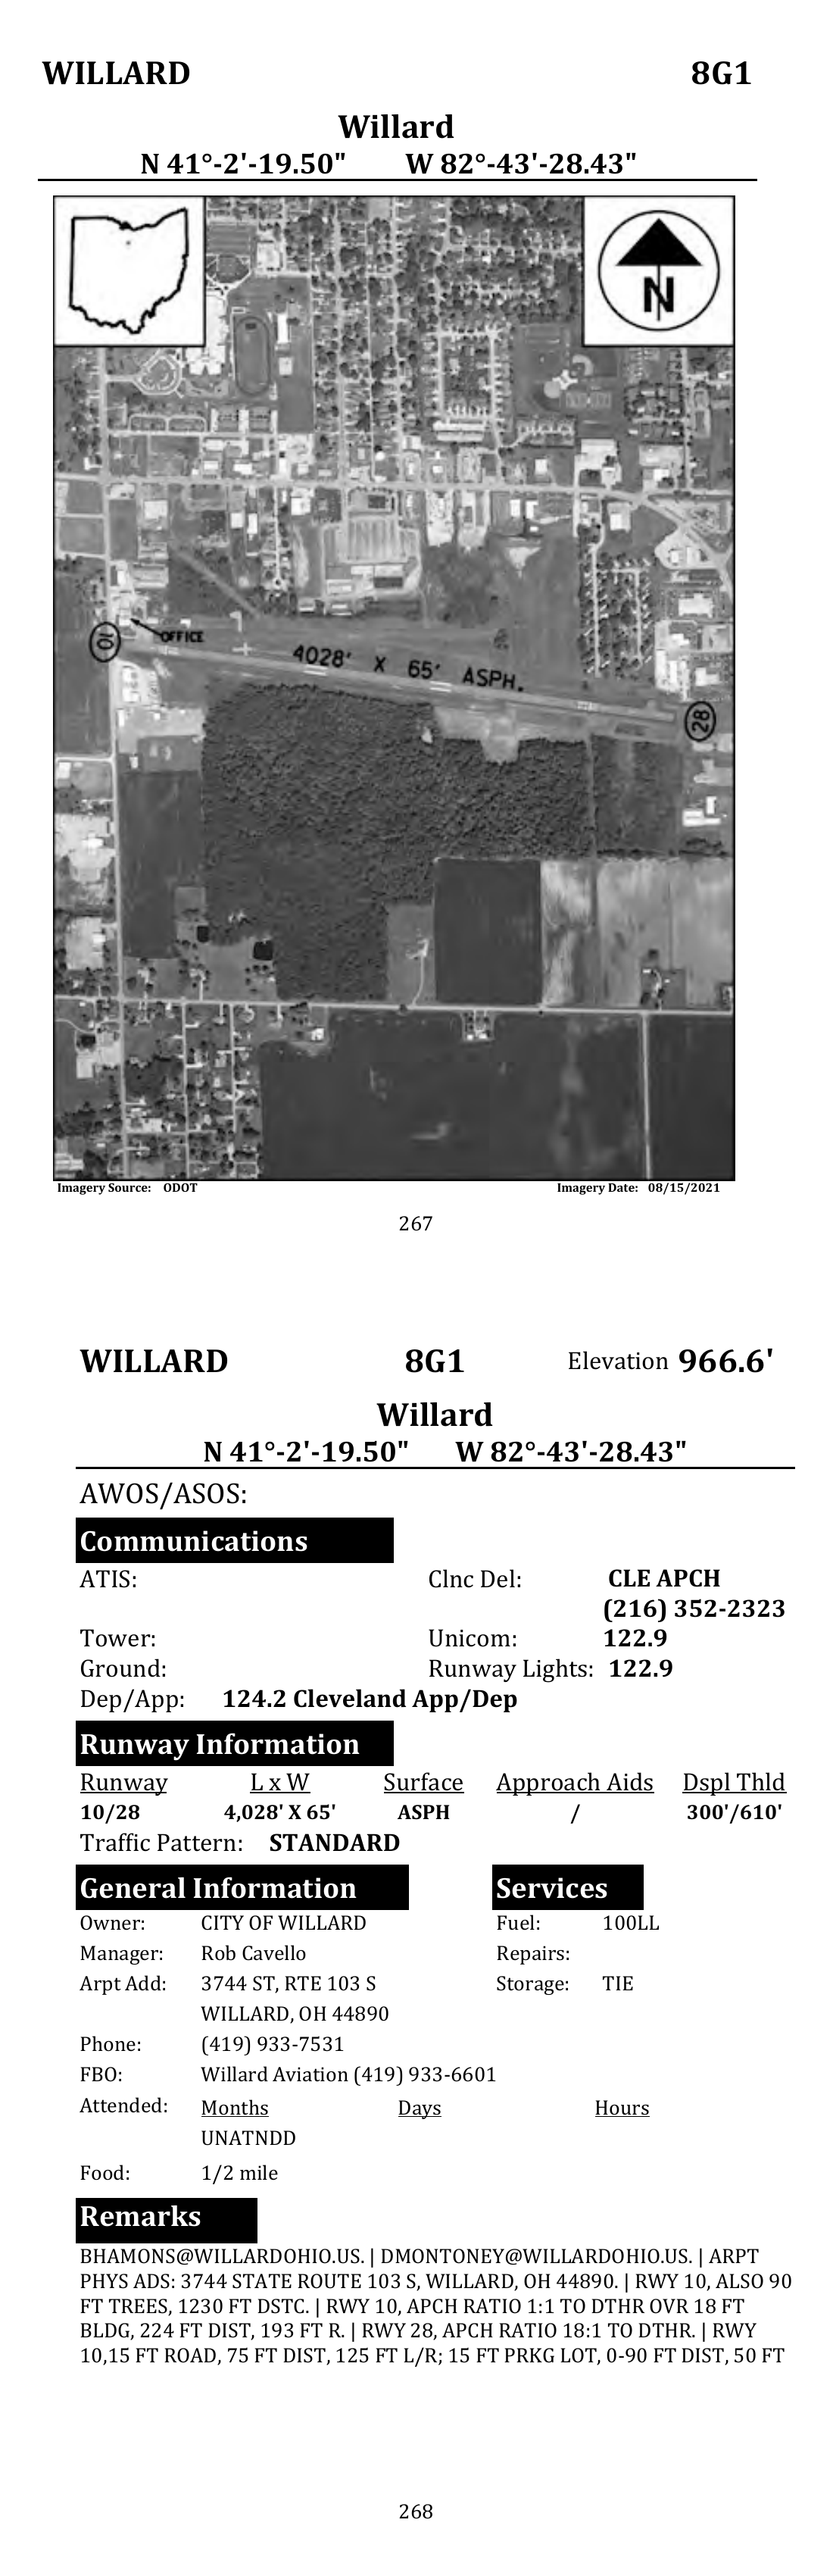 WILLARD 8G1
Willard
N 41°-2'-19.50" W 82°-43'-28.43"
N
OFFICE
10
4028' X 65' ASPH.
28
Imagery Source: ODOT Imagery Date: 08/15/2021
267
WILLARD 8G1 Elevation 966.6'
Willard
N 41°-2'-19.50" W 82°-43'-28.43"
AWOS/ASOS:
Communications
ATIS: Clnc Del: CLE APCH
(216) 352-2323
Tower: Unicom: 122.9
Ground: Runway Lights: 122.9
Dep/App: 124.2 Cleveland App/Dep
Runway Information
Runway L x W Surface Approach Aids Dspl Thld
10/28 4,028' X 65' ASPH / 300'/610'
Traffic Pattern: STANDARD
General Information Services
Owner: CITY OF WILLARD Fuel: 100LL
Manager: Rob Cavello Repairs:
Arpt Add: 3744 ST, RTE 103 S Storage: TIE
WILLARD, OH 44890
Phone: (419) 933-7531
FBO: Willard Aviation (419) 933-6601
Attended: Months Days Hours
UNATNDD
Food: 1/2 mile
Remarks
BHAMONS@WILLARDOHIO.US. | DMONTONEY@WILLARDOHIO.US. | ARPT
PHYS ADS: 3744 STATE ROUTE 103 S, WILLARD, OH 44890. | RWY 10, ALSO 90
FT TREES, 1230 FT DSTC. | RWY 10, APCH RATIO 1:1 TO DTHR OVR 18 FT
BLDG, 224 FT DIST, 193 FT R. | RWY 28, APCH RATIO 18:1 TO DTHR. | RWY
10,15 FT ROAD, 75 FT DIST, 125 FT L/R; 15 FT PRKG LOT, 0-90 FT DIST, 50 FT
268